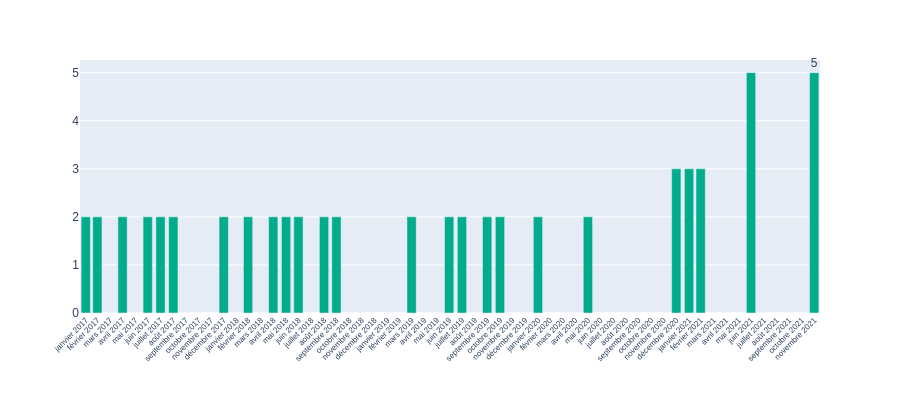 5
5
4
3
2
1
0
janvier 2017
février 2017
mars 2017
avril 2017
mai 2017
juin 2017
juillet 2017
août 2017
septembre 2017
octobre 2017
novembre 2017
décembre 2017
janvier 2018
février 2018
mars 2018
avril 2018
mai 2018
juin 2018
juillet 2018
août 2018
septembre 2018
octobre 2018
novembre 2018
décembre 2018
janvier 2019
février 2019
mars 2019
avril 2019
mai 2019
juin 2019
juillet 2019
août 2019
septembre 2019
octobre 2019
novembre 2019
décembre 2019
janvier 2020
février 2020
mars 2020
avril 2020
mai 2020
juin 2020
juillet 2020
août 2020
septembre 2020
octobre 2020
novembre 2020
décembre 2020
janvier 2021
février 2021
mars 2021
avril 2021
mai 2021
juin 2021
juillet 2021
août 2021
septembre 2021
octobre 2021
novembre 2021